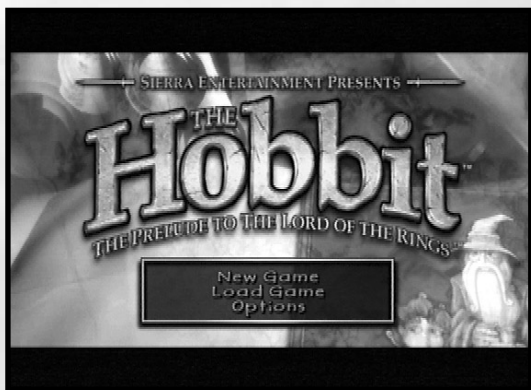 SIERRA ENTERTAINMENT PRESENTS
THE
Hobbit™
THE PRELUDE TO THE LORD OF THE RINGS™
New Game
Load Game
Options